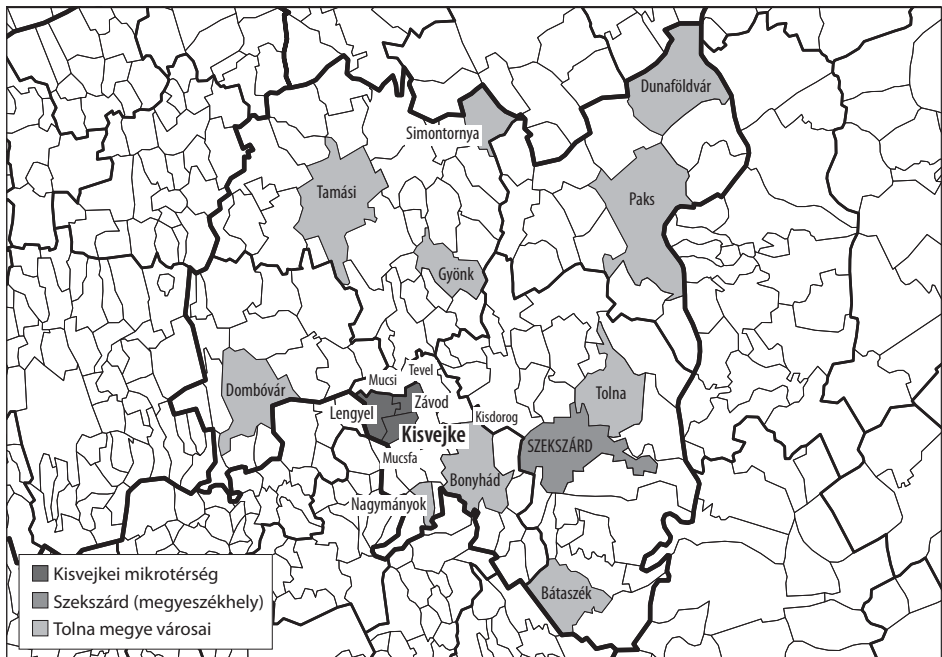 Dunaföldvár
Simontornya
Tamási
Paks
Gyönk
Tevel
Mucsi
Dombóvár
Závod
Tolna
Lengyel
Kisdorog
Kisvejke
SZEKSZÁRD
Mucsfa
Bonyhád
Nagymányok
Bátaszék
Kisvejkei mikrotérség
Szekszárd (megyeszékhely)
Tolna megye városai